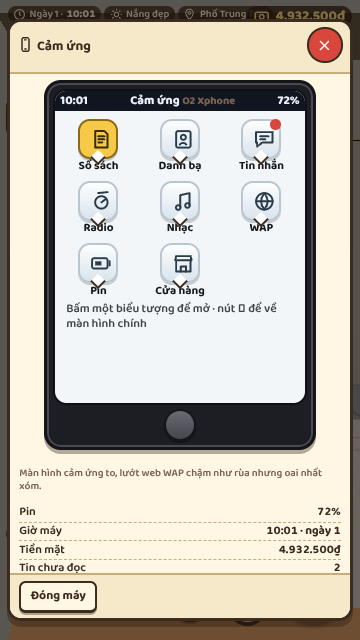 Ngày 1 · 10:01 Nắng đẹp Phố Trung 4.932.500₫
Cảm ứng
10:01 Cảm ứng O2 Xphone 72%
Sổ sách Danh bạ Tin nhắn
Radio Nhạc WAP
Pin Cửa hàng
Bấm một biểu tượng để mở · nút ▯ để về
màn hình chính
Màn hình cảm ứng to, lướt web WAP chậm như rùa nhưng oai nhất
xóm.
Pin 72%
Giờ máy 10:01 · ngày 1
Tiền mặt 4.932.500₫
Tin chưa đọc 2
Đóng máy